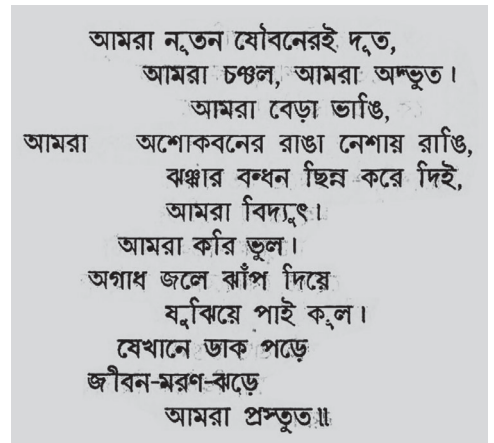 আমরা নূতন যৌবনেরই দূত,
আমরা চঞ্চল, আমরা অদ্ভুত।
আমরা বেড়া ভাঙি,
আমরা অশোকবনের রাঙা নেশায় রাঙি,
ঝঞ্ঝার বন্ধন ছিন্ন করে দিই,
আমরা বিদ্যুৎ।
আমরা করি ভুল।
অগাধ জলে ঝাঁপ দিয়ে
যুঝিয়ে পাই কূল।
যেখানে ডাক পড়ে
জীবন-মরণ-ঝড়ে
আমরা প্রস্তুত॥